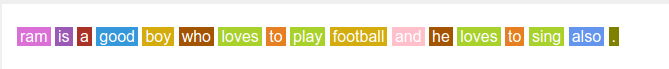 ram is a good boy who loves to play football and he loves to sing also .